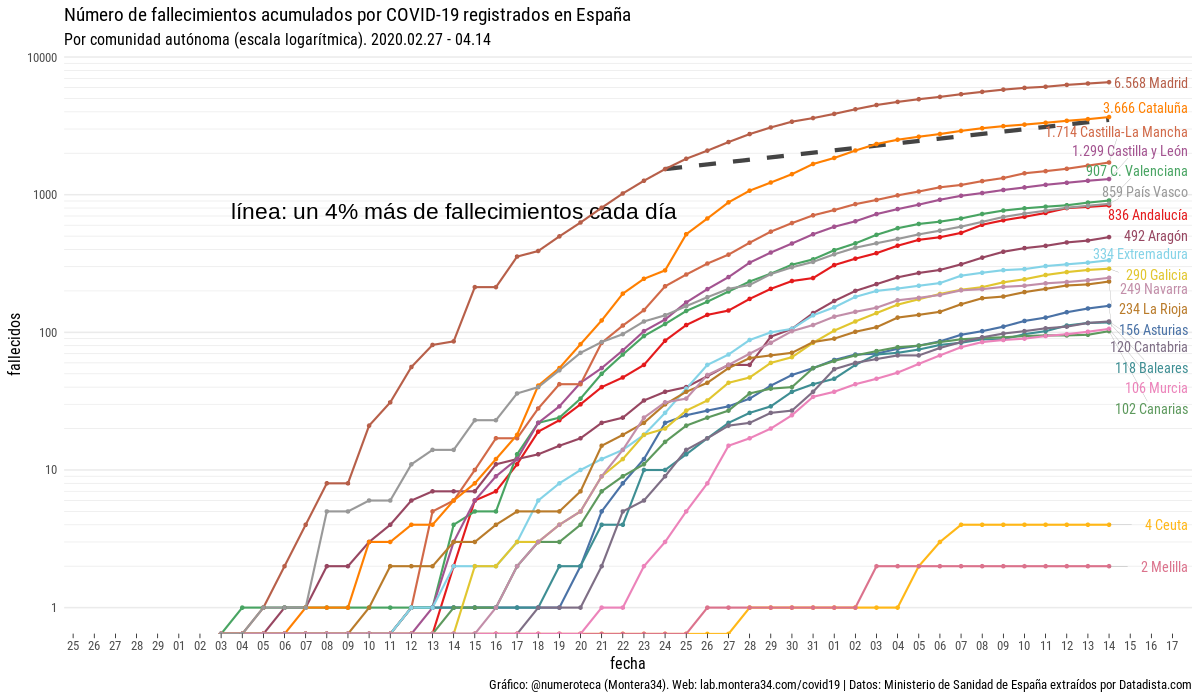 Número de fallecimientos acumulados por COVID-19 registrados en España
Por comunidad autónoma (escala logarítmica). 2020.02.27 - 04.14
10000
1000
100
10
1
fallecidos
línea: un 4% más de fallecimientos cada día
6.568 Madrid
3.666 Cataluña
1.714 Castilla-La Mancha
1.299 Castilla y León
907 C. Valenciana
859 País Vasco
836 Andalucía
492 Aragón
334 Extremadura
290 Galicia
249 Navarra
234 La Rioja
156 Asturias
120 Cantabria
118 Baleares
106 Murcia
102 Canarias
4 Ceuta
2 Melilla
25 26 27 28 29 01 02 03 04 05 06 07 08 09 10 11 12 13 14 15 16 17 18 19 20 21 22 23 24 25 26 27 28 29 30 31 01 02 03 04 05 06 07 08 09 10 11 12 13 14 15 16 17
fecha
Gráfico: @numeroteca (Montera34). Web: lab.montera34.com/covid19 | Datos: Ministerio de Sanidad de España extraídos por Datadista.com